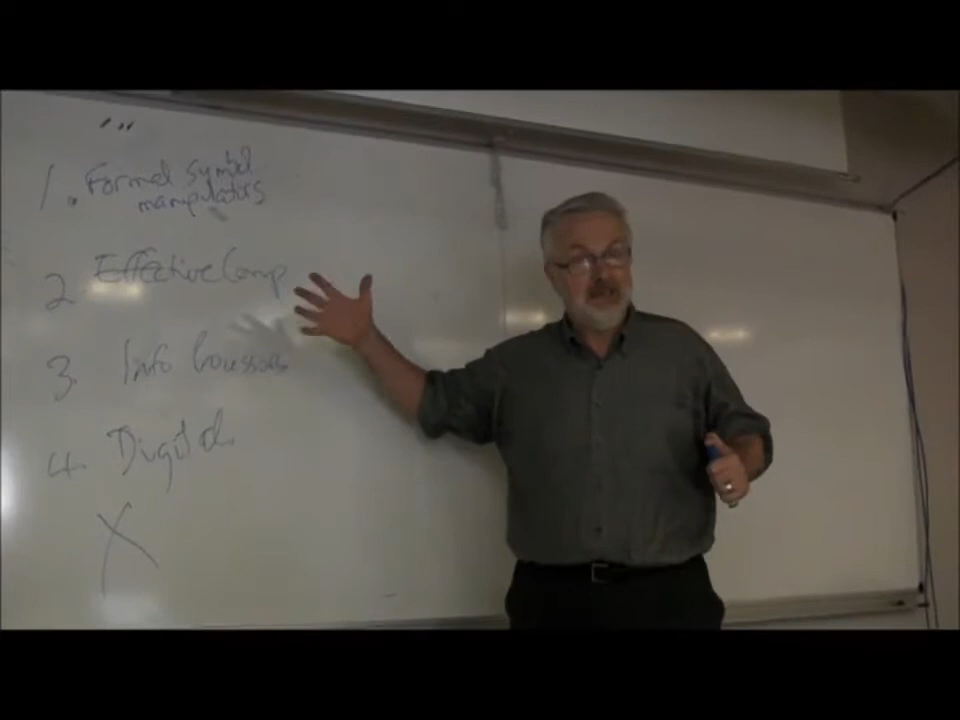 "
1. Formal symbol
manipulators
2 Effective Comp
3. Info Processors
4. Digital
X